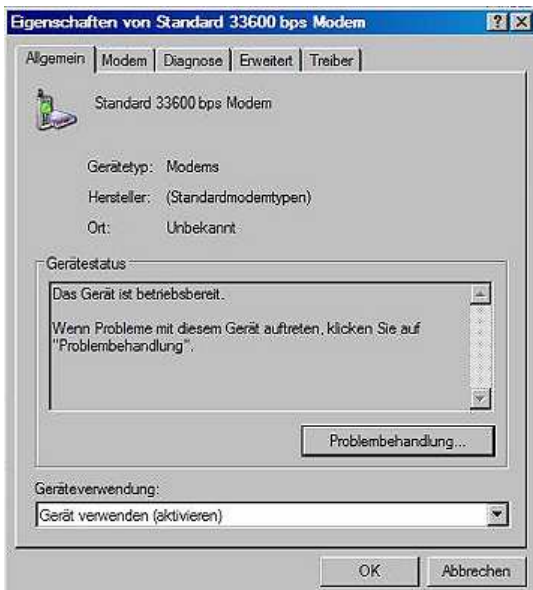 Eigenschaften von Standard 33600 bps Modem
Allgemein Modem Diagnose Erweitert Treiber
Standard 33600 bps Modem
Gerätetyp: Modems
Hersteller: (Standardmodemtypen)
Ort: Unbekannt
Gerätestatus
Das Gerät ist betriebsbereit.
Wenn Probleme mit diesem Gerät auftreten, klicken Sie auf
"Problembehandlung".
Problembehandlung...
Geräteverwendung:
Gerät verwenden (aktivieren)
OK Abbrechen